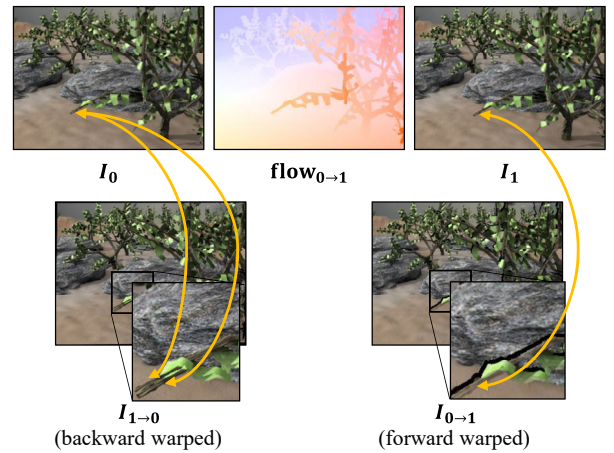 I₀ flow₀→₁ I₁
I₁→₀ I₀→₁
(backward warped) (forward warped)